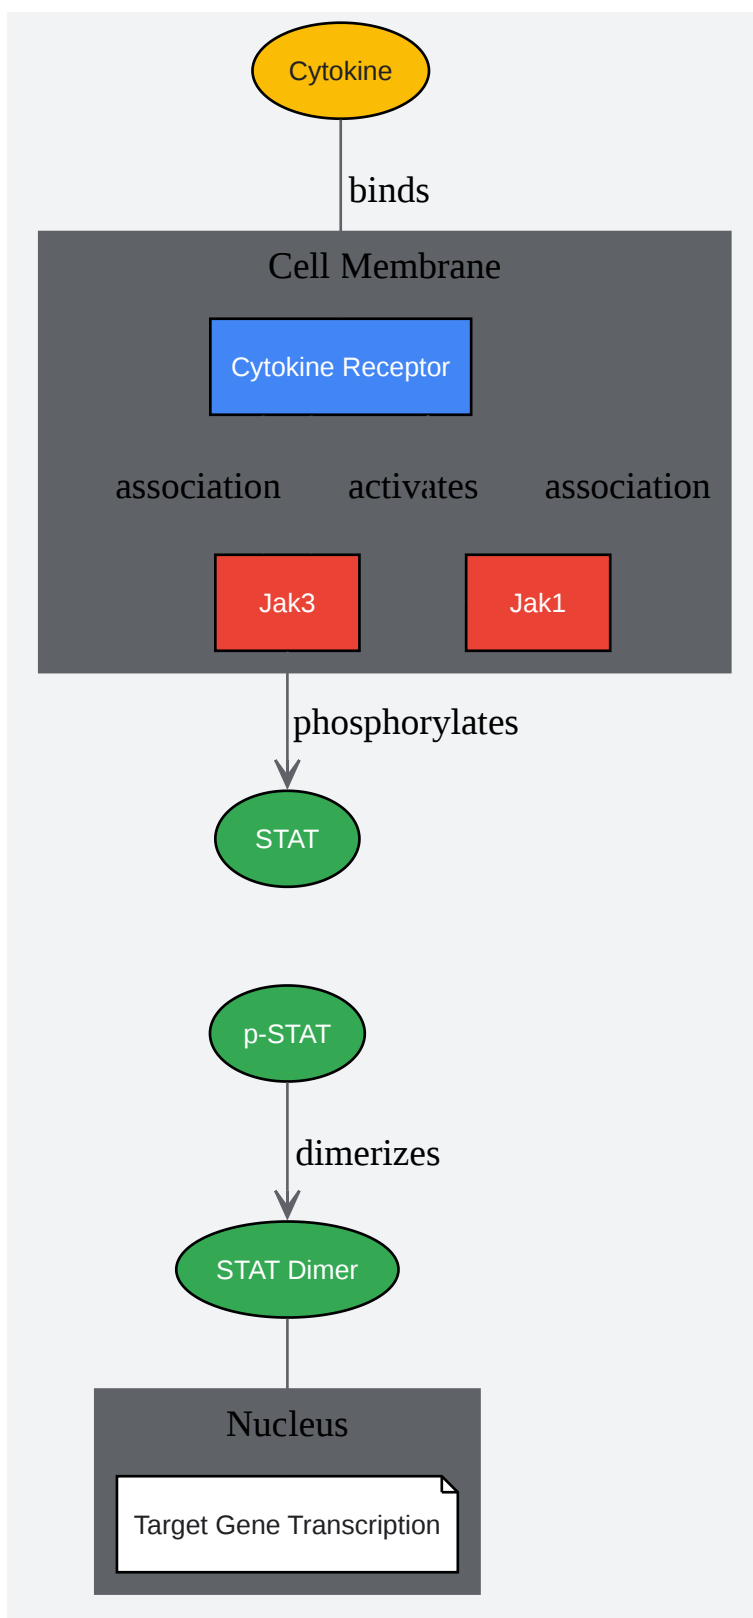 Cytokine
binds
Cell Membrane
Cytokine Receptor
association
activates
association
Jak3
Jak1
phosphorylates
STAT
p-STAT
dimerizes
STAT Dimer
Nucleus
Target Gene Transcription